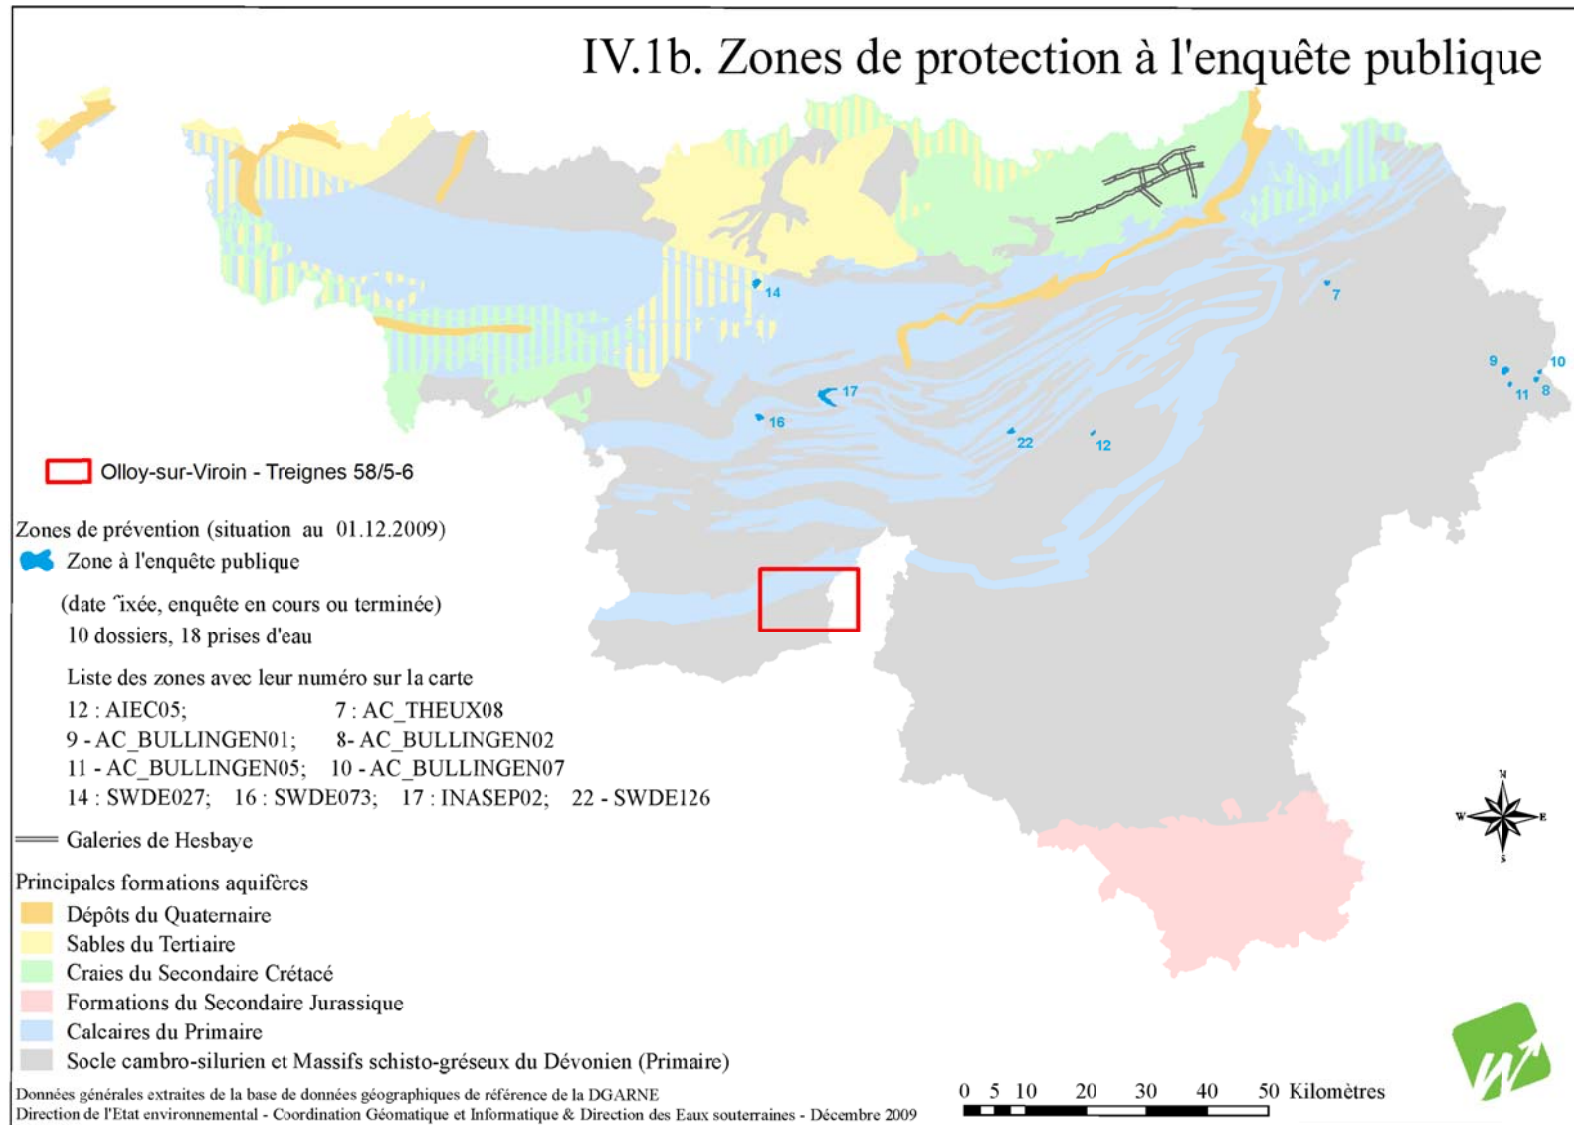 IV.1b. Zones de protection à l'enquête publique
14
7
9
10
11
8
17
16
22
12
Olloy-sur-Viroin - Treignes 58/5-6
Zones de prévention (situation au 01.12.2009)
Zone à l'enquête publique
(date fixée, enquête en cours ou terminée)
10 dossiers, 18 prises d'eau
Liste des zones avec leur numéro sur la carte
12 : AIEC05; 7 : AC_THEUX08
9 - AC_BULLINGEN01; 8- AC_BULLINGEN02
11 - AC_BULLINGEN05; 10 - AC_BULLINGEN07
14 : SWDE027; 16 : SWDE073; 17 : INASEP02; 22 - SWDE126
Galeries de Hesbaye
Principales formations aquifères
Dépôts du Quaternaire
Sables du Tertiaire
Craies du Secondaire Crétacé
Formations du Secondaire Jurassique
Calcaires du Primaire
Socle cambro-silurien et Massifs schisto-gréseux du Dévonien (Primaire)
N
W E
S
0 5 10 20 30 40 50 Kilomètres
Données générales extraites de la base de données géographiques de référence de la DGARNE
Direction de l'Etat environnemental - Coordination Géomatique et Informatique & Direction des Eaux souterraines - Décembre 2009
W